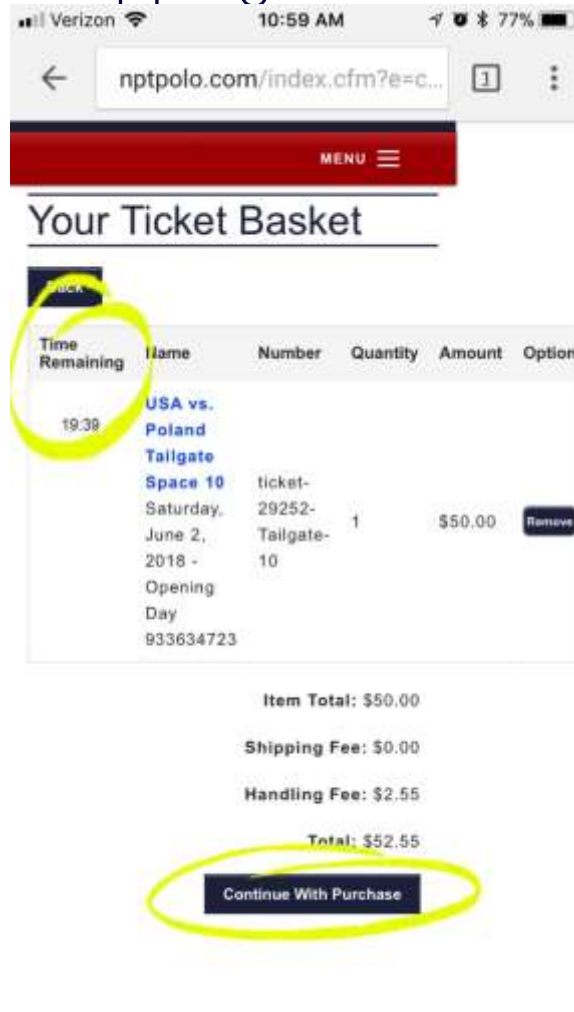 Verizon 10:59 AM 77%
nptpolo.com/index.cfm?e=c... 1
MENU
Your Ticket Basket
Back
Time Remaining Name Number Quantity Amount Option
19:39
USA vs.
Poland
Tailgate
Space 10
Saturday,
June 2,
2018 -
Opening
Day
933634723
ticket-
29252-
Tailgate-
10
1
$50.00
Remove
Item Total: $50.00
Shipping Fee: $0.00
Handling Fee: $2.55
Total: $52.55
Continue With Purchase